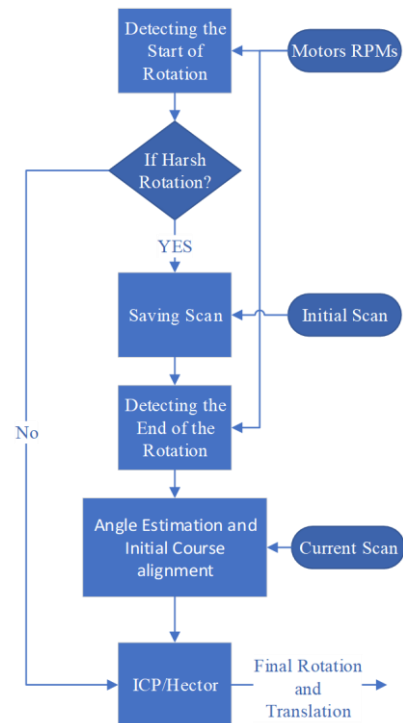 Detecting the
Start of
Rotation
Motors RPMs
If Harsh
Rotation?
YES
Saving Scan
Initial Scan
Detecting the
End of the
Rotation
No
Angle Estimation and
Initial Course
alignment
Current Scan
ICP/Hector
Final Rotation
and
Translation